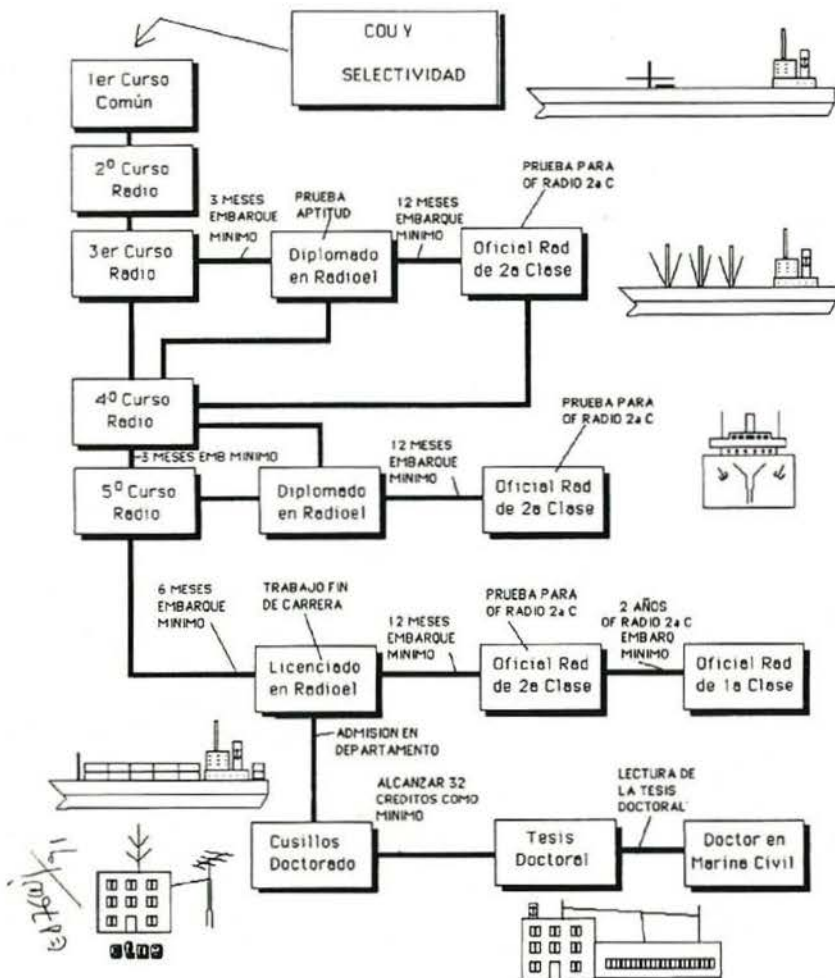 COU Y
SELECTIVIDAD
1er Curso
Común
2º Curso
Radio
3er Curso
Radio
3 MESES
EMBARQUE
MINIMO
PRUEBA
APTITUD
Diplomado
en Radioel
12 MESES
EMBARQUE
MINIMO
PRUEBA PARA
OF RADIO 2a C
Oficial Rad
de 2a Clase
4º Curso
Radio
3 MESES EMB MINIMO
5º Curso
Radio
Diplomado
en Radioel
12 MESES
EMBARQUE
MINIMO
PRUEBA PARA
OF RADIO 2a C
Oficial Rad
de 2a Clase
6 MESES
EMBARQUE
MINIMO
TRABAJO FIN
DE CARRERA
Licenciado
en Radioel
12 MESES
EMBARQUE
MINIMO
PRUEBA PARA
OF RADIO 2a C
Oficial Rad
de 2a Clase
2 AÑOS
OF RADIO 2a C
EMBARQ
MINIMO
Oficial Rad
de 1a Clase
ADMISION EN
DEPARTAMENTO
Cusillos
Doctorado
ALCANZAR 32
CREDITOS COMO
MINIMO
Tesis
Doctoral
LECTURA DE
LA TESIS
DOCTORAL
Doctor en
Marina Civil